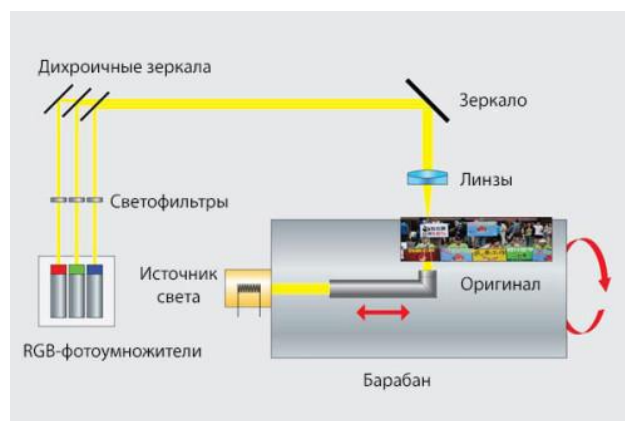 Дихроичные зеркала
Зеркало
Линзы
Светофильтры
Источник
света
Оригинал
RGB-фотоумножители
Барабан